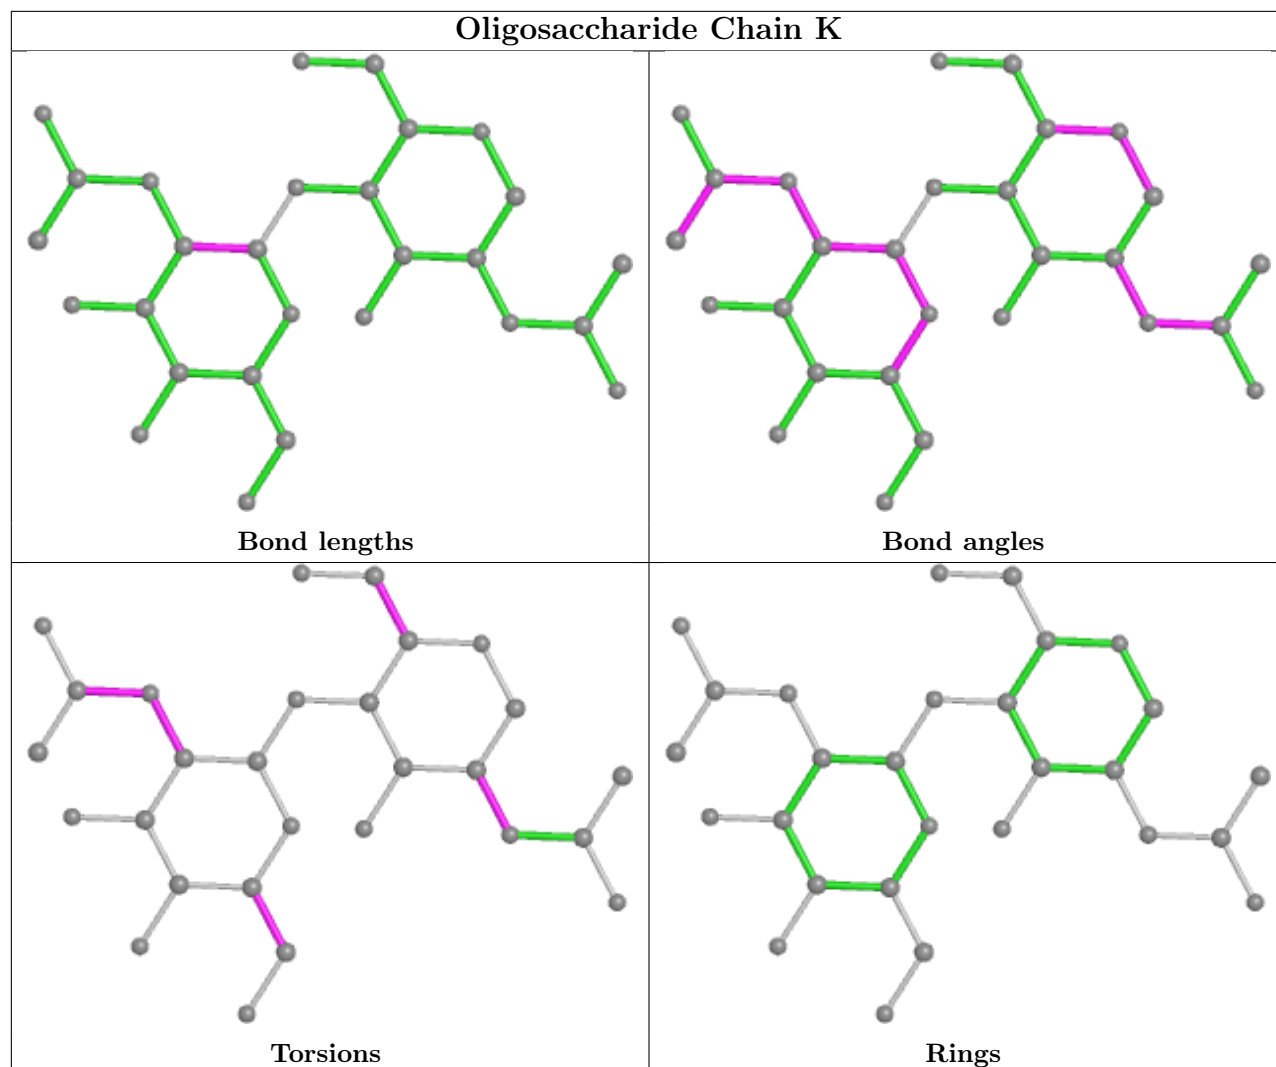 Oligosaccharide Chain K
Bond lengths
Bond angles
Torsions
Rings